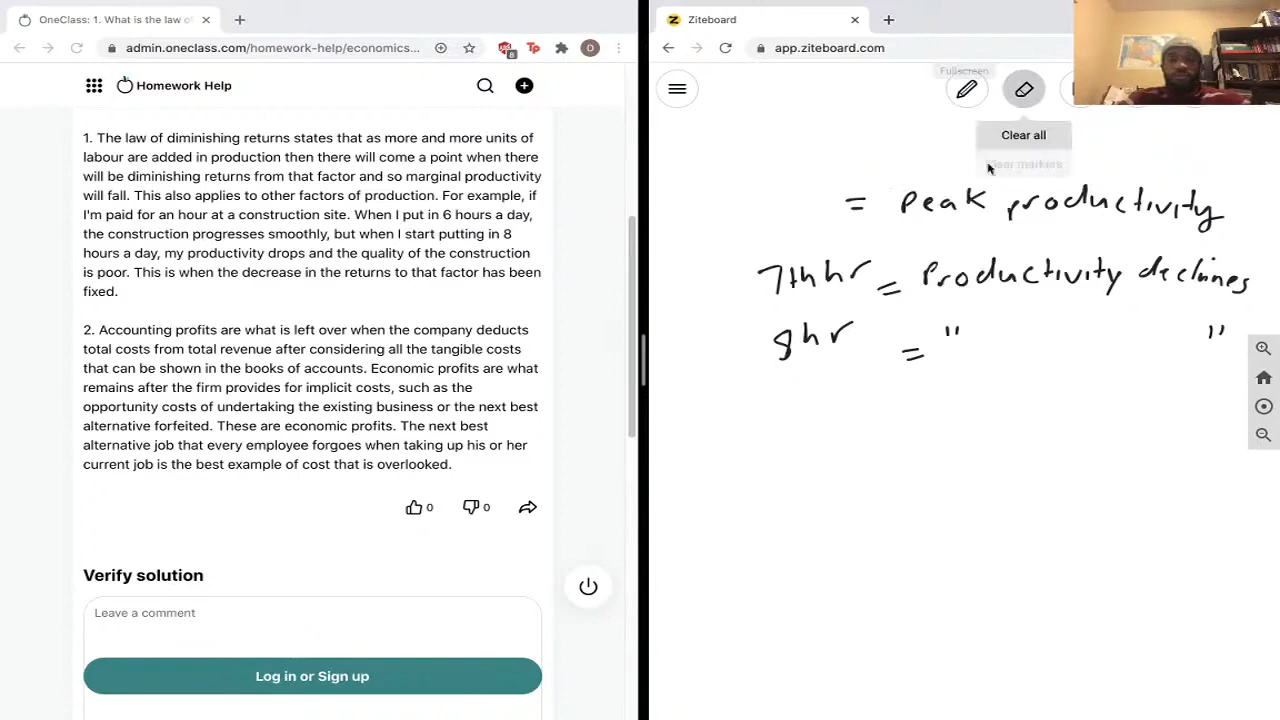 OneClass: 1. What is the law of
admin.oneclass.com/homework-help/economics...
8
Tp
O
Homework Help
1. The law of diminishing returns states that as more and more units of
labour are added in production then there will come a point when there
will be diminishing returns from that factor and so marginal productivity
will fall. This also applies to other factors of production. For example, if
I'm paid for an hour at a construction site. When I put in 6 hours a day,
the construction progresses smoothly, but when I start putting in 8
hours a day, my productivity drops and the quality of the construction
is poor. This is when the decrease in the returns to that factor has been
fixed.
2. Accounting profits are what is left over when the company deducts
total costs from total revenue after considering all the tangible costs
that can be shown in the books of accounts. Economic profits are what
remains after the firm provides for implicit costs, such as the
opportunity costs of undertaking the existing business or the next best
alternative forfeited. These are economic profits. The next best
alternative job that every employee forgoes when taking up his or her
current job is the best example of cost that is overlooked.
0
0
Verify solution
Leave a comment
Log in or Sign up
Z
Ziteboard
app.ziteboard.com
Fullscreen
Clear all
Clear markers
= Peak productivity
7th hr = Productivity declines
8hr = " "